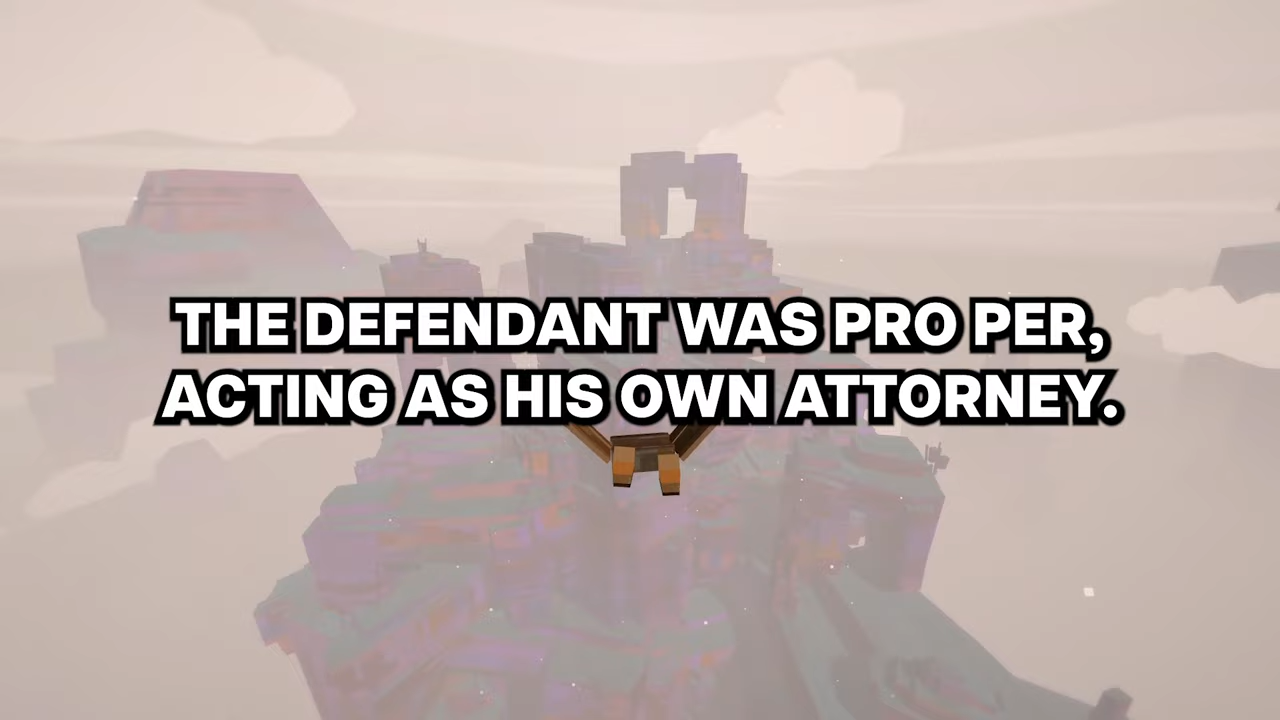 THE DEFENDANT WAS PRO PER,
ACTING AS HIS OWN ATTORNEY.